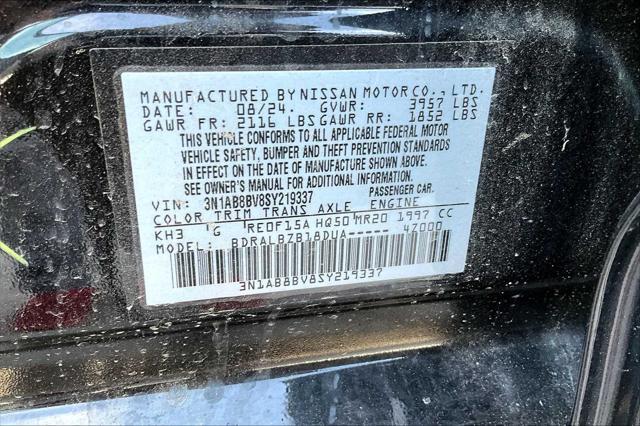 MANUFACTURED BY NISSAN MOTOR CO., LTD.
DATE: 08/24. GVWR: 3957 LBS
GAWR FR: 2116 LBS GAWR RR: 1852 LBS
THIS VEHICLE CONFORMS TO ALL APPLICABLE FEDERAL MOTOR
VEHICLE SAFETY, BUMPER AND THEFT PREVENTION STANDARDS
IN EFFECT ON THE DATE OF MANUFACTURE SHOWN ABOVE.
SEE OWNER'S MANUAL FOR ADDITIONAL INFORMATION.
VIN: 3N1AB8BV8SY219337 PASSENGER CAR.
COLOR TRIM TRANS AXLE ENGINE
KH3 'G RE0F15A HQ50 MR20 1997 CC
MODEL: BDRALBZB18DUA----- 47000
3N1AB8BV8SY219337